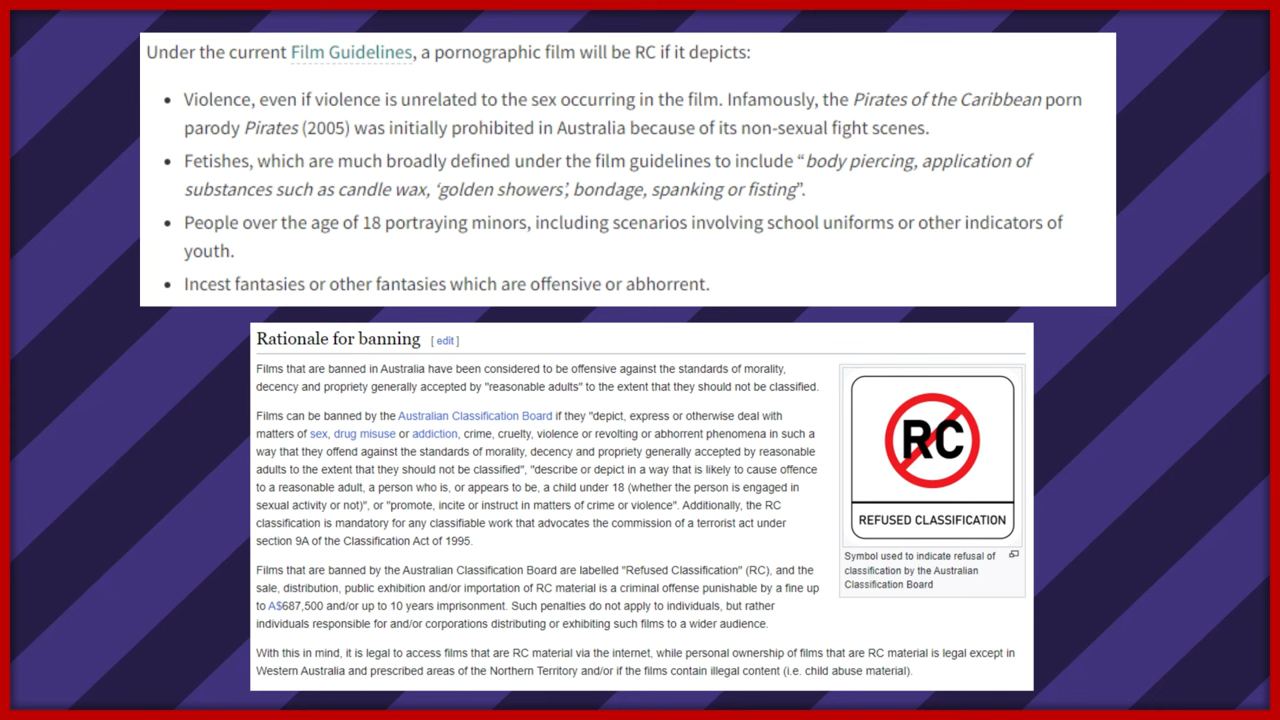 Under the current Film Guidelines, a pornographic film will be RC if it depicts:
• Violence, even if violence is unrelated to the sex occurring in the film. Infamously, the Pirates of the Caribbean porn
parody Pirates (2005) was initially prohibited in Australia because of its non-sexual fight scenes.
• Fetishes, which are much broadly defined under the film guidelines to include “body piercing, application of
substances such as candle wax, ‘golden showers’, bondage, spanking or fisting”.
• People over the age of 18 portraying minors, including scenarios involving school uniforms or other indicators of
youth.
• Incest fantasies or other fantasies which are offensive or abhorrent.
Rationale for banning [ edit ]
Films that are banned in Australia have been considered to be offensive against the standards of morality,
decency and propriety generally accepted by "reasonable adults" to the extent that they should not be classified.
Films can be banned by the Australian Classification Board if they "depict, express or otherwise deal with
matters of sex, drug misuse or addiction, crime, cruelty, violence or revolting or abhorrent phenomena in such a
way that they offend against the standards of morality, decency and propriety generally accepted by reasonable
adults to the extent that they should not be classified", "describe or depict in a way that is likely to cause offence
to a reasonable adult, a person who is, or appears to be, a child under 18 (whether the person is engaged in
sexual activity or not)", or "promote, incite or instruct in matters of crime or violence". Additionally, the RC
classification is mandatory for any classifiable work that advocates the commission of a terrorist act under
section 9A of the Classification Act of 1995.
Films that are banned by the Australian Classification Board are labelled "Refused Classification" (RC), and the
sale, distribution, public exhibition and/or importation of RC material is a criminal offense punishable by a fine up
to A$687,500 and/or up to 10 years imprisonment. Such penalties do not apply to individuals, but rather
individuals responsible for and/or corporations distributing or exhibiting such films to a wider audience.
With this in mind, it is legal to access films that are RC material via the internet, while personal ownership of films that are RC material is legal except in
Western Australia and prescribed areas of the Northern Territory and/or if the films contain illegal content (i.e. child abuse material).
RC
REFUSED CLASSIFICATION
Symbol used to indicate refusal of
classification by the Australian
Classification Board